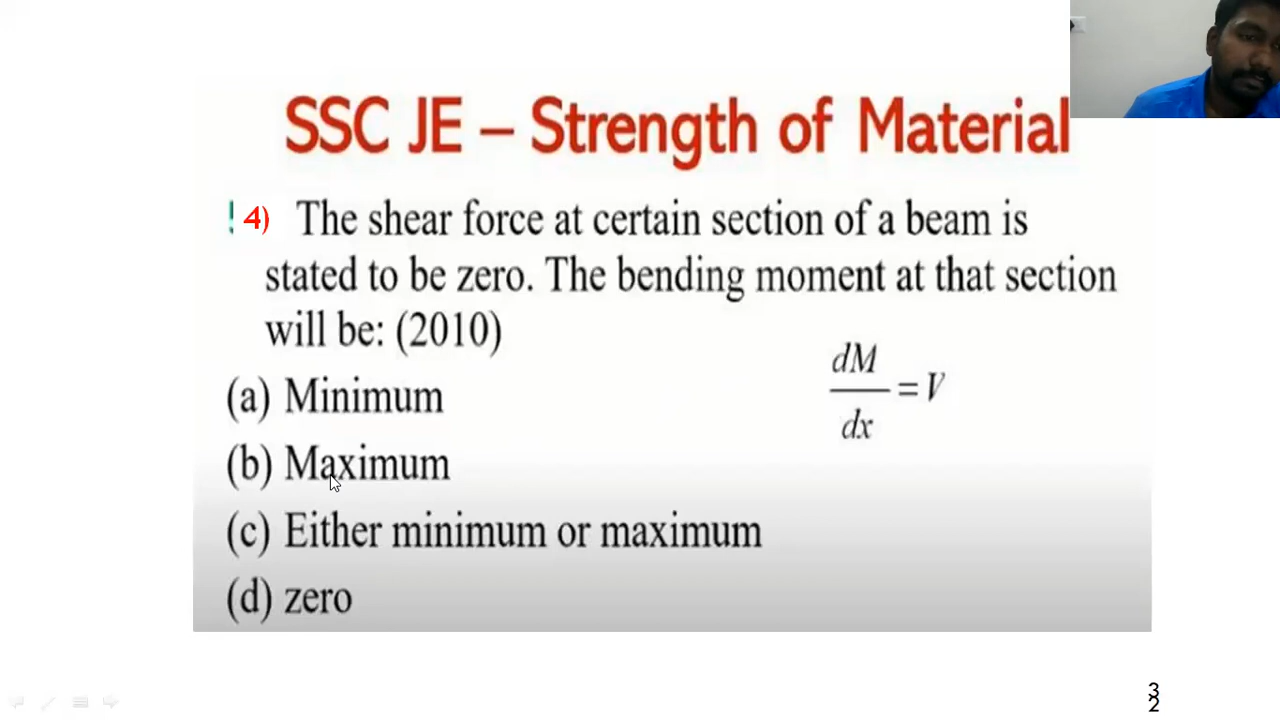 SSC JE – Strength of Material
! 4) The shear force at certain section of a beam is
stated to be zero. The bending moment at that section
will be: (2010)
dM
dx
= V
(a) Minimum
(b) Maximum
(c) Either minimum or maximum
(d) zero
3
2